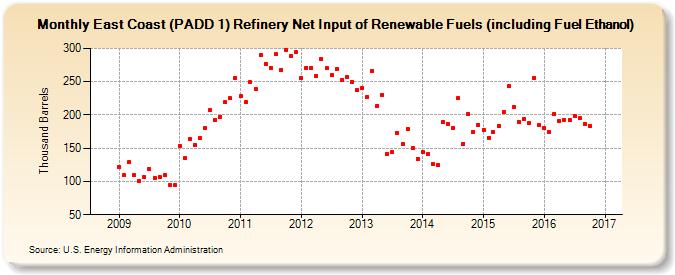 Monthly East Coast (PADD 1) Refinery Net Input of Renewable Fuels (including Fuel Ethanol)
Thousand Barrels
300
250
200
150
100
50
2009 2010 2011 2012 2013 2014 2015 2016 2017
Source: U.S. Energy Information Administration